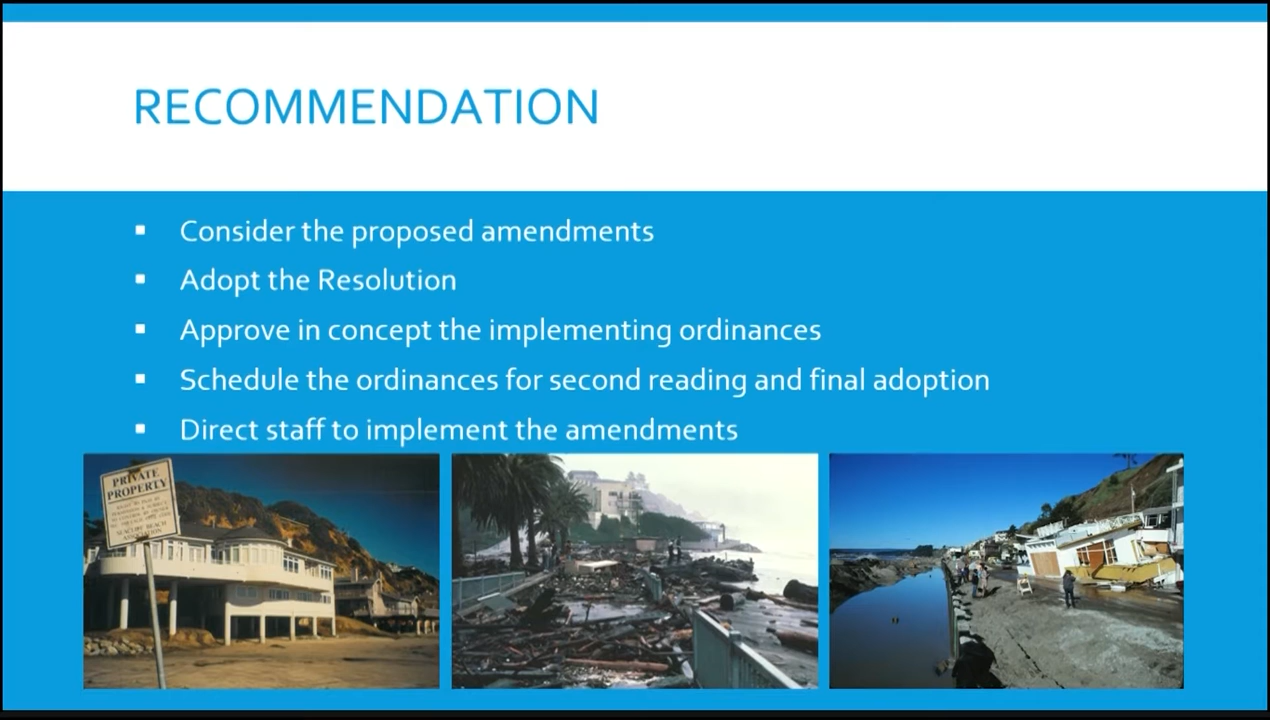 RECOMMENDATION
Consider the proposed amendments
Adopt the Resolution
Approve in concept the implementing ordinances
Schedule the ordinances for second reading and final adoption
Direct staff to implement the amendments
PRIVATE
PROPERTY